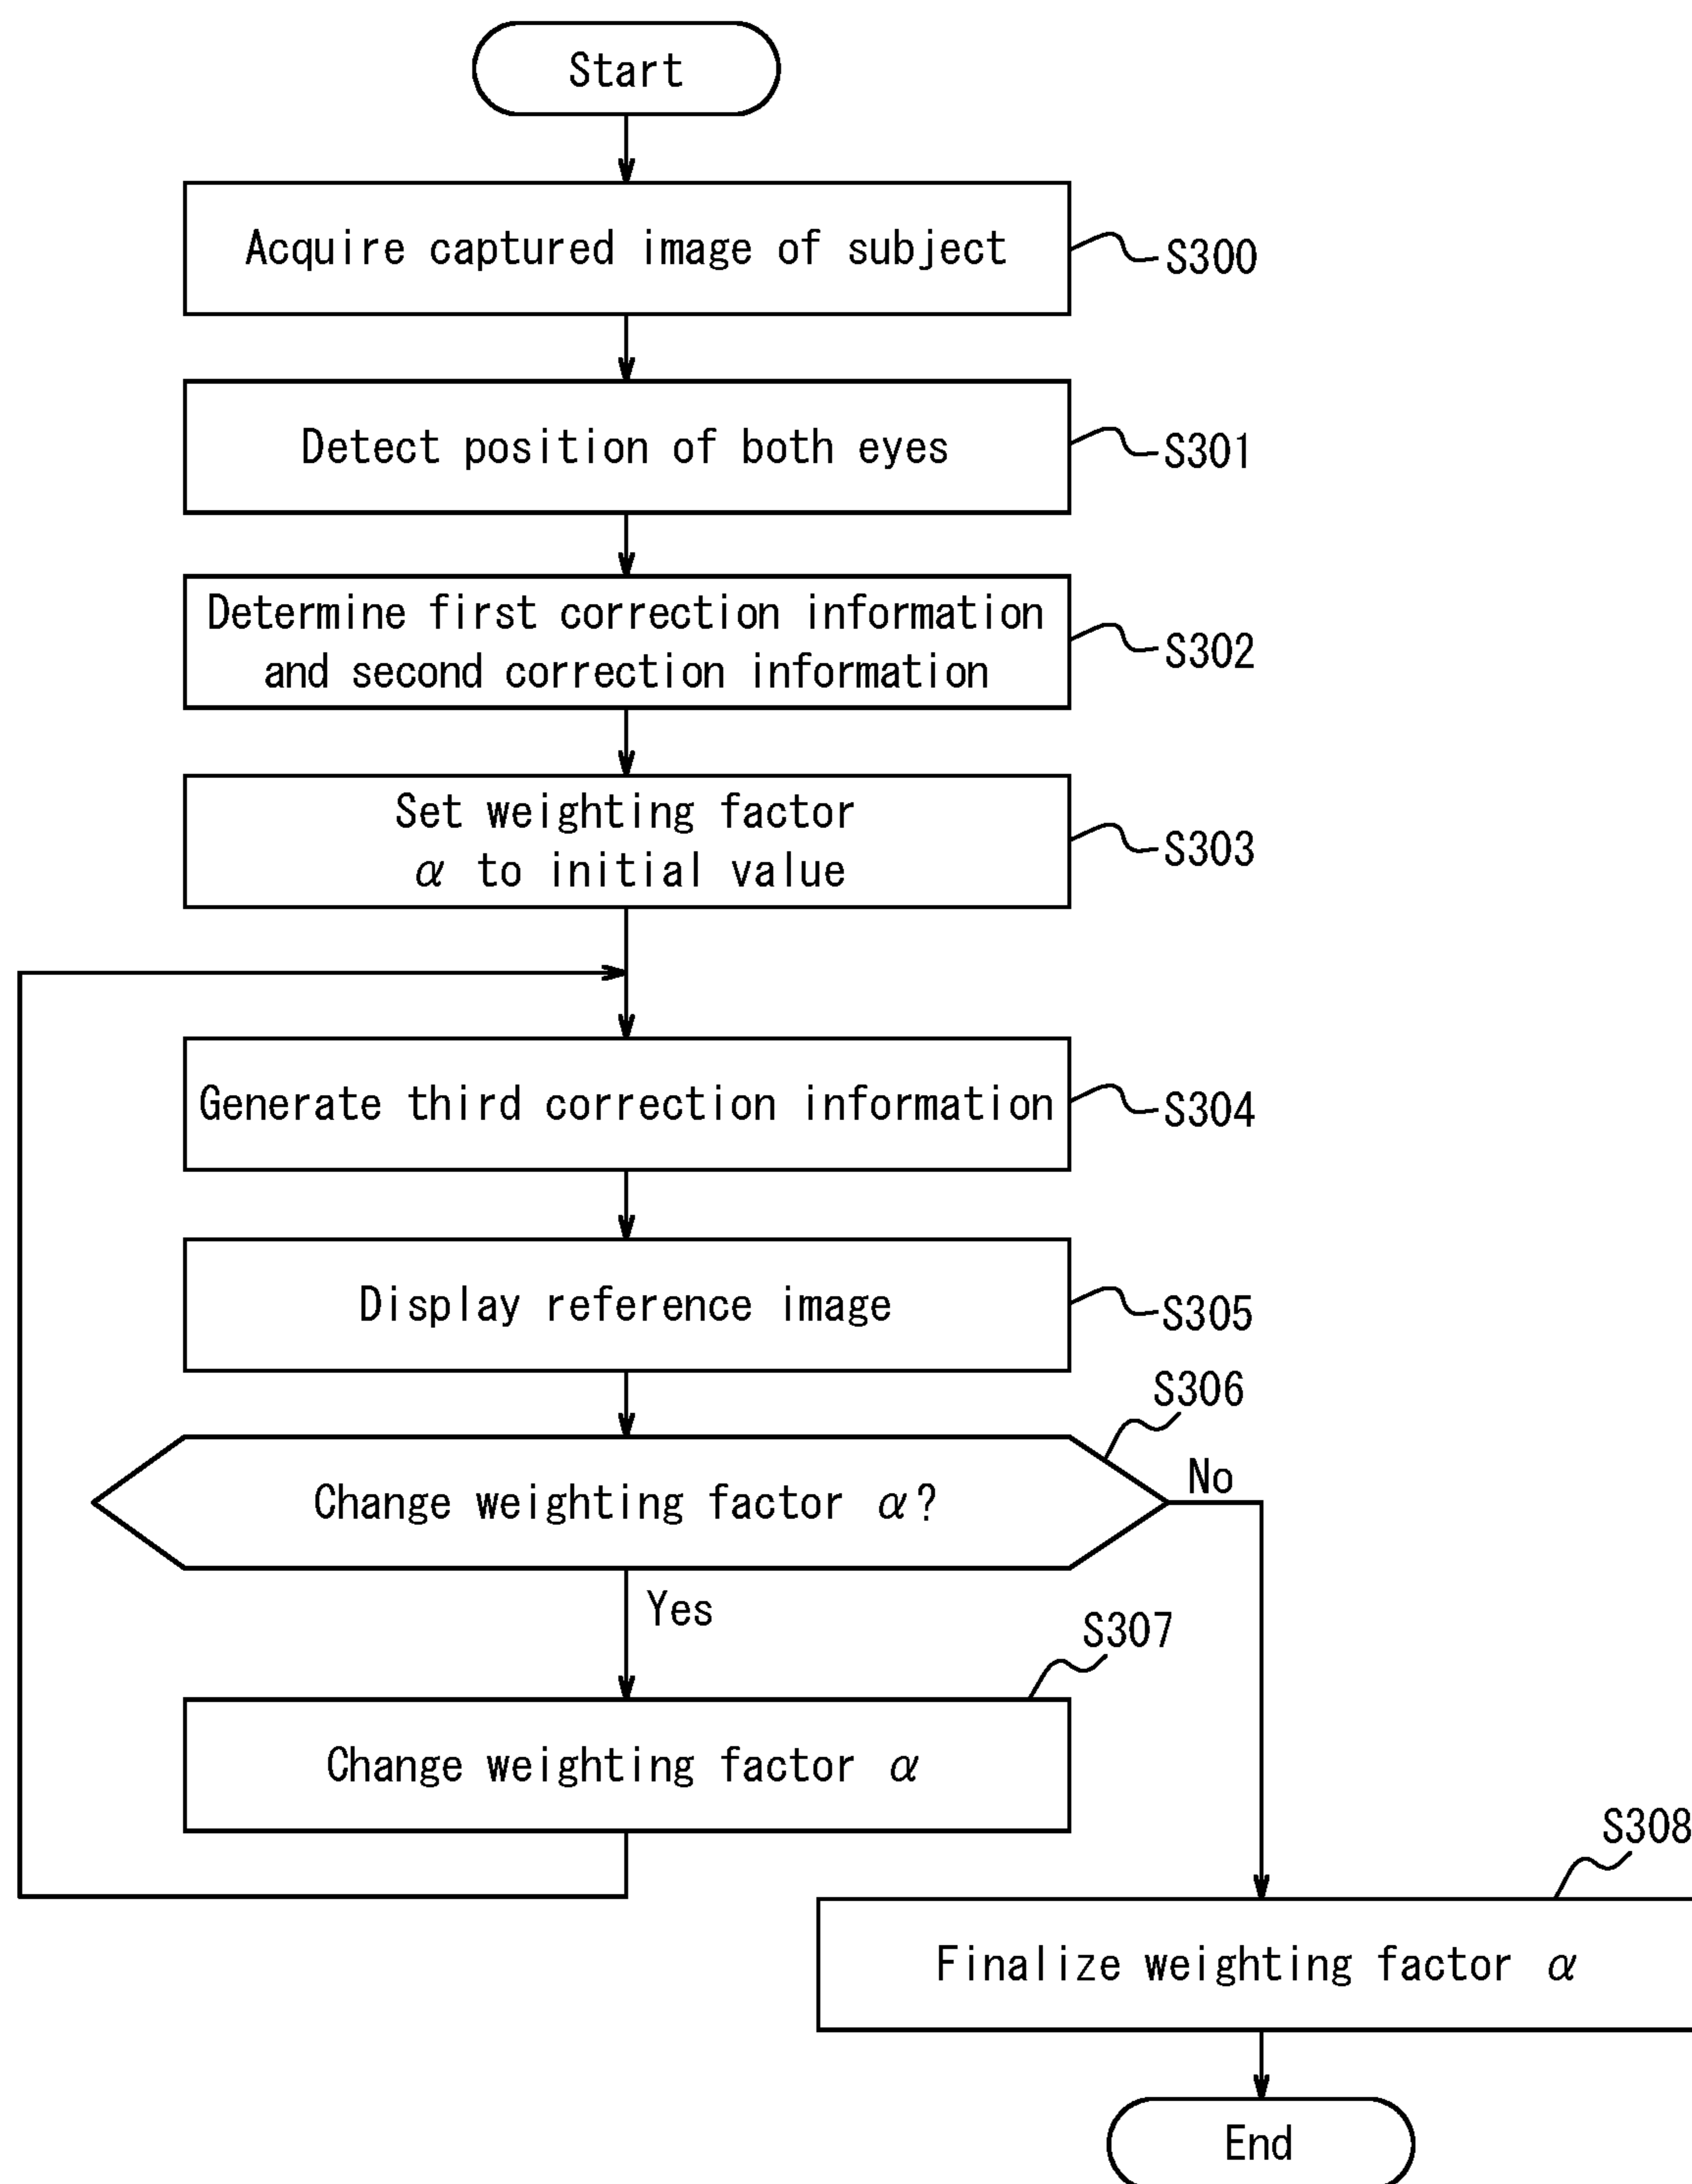 Start
Acquire captured image of subject
S300
Detect position of both eyes
S301
Determine first correction information
and second correction information
S302
Set weighting factor
α to initial value
S303
Generate third correction information
S304
Display reference image
S305
S306
Change weighting factor α?
No
Yes
S307
Change weighting factor α
S308
Finalize weighting factor α
End